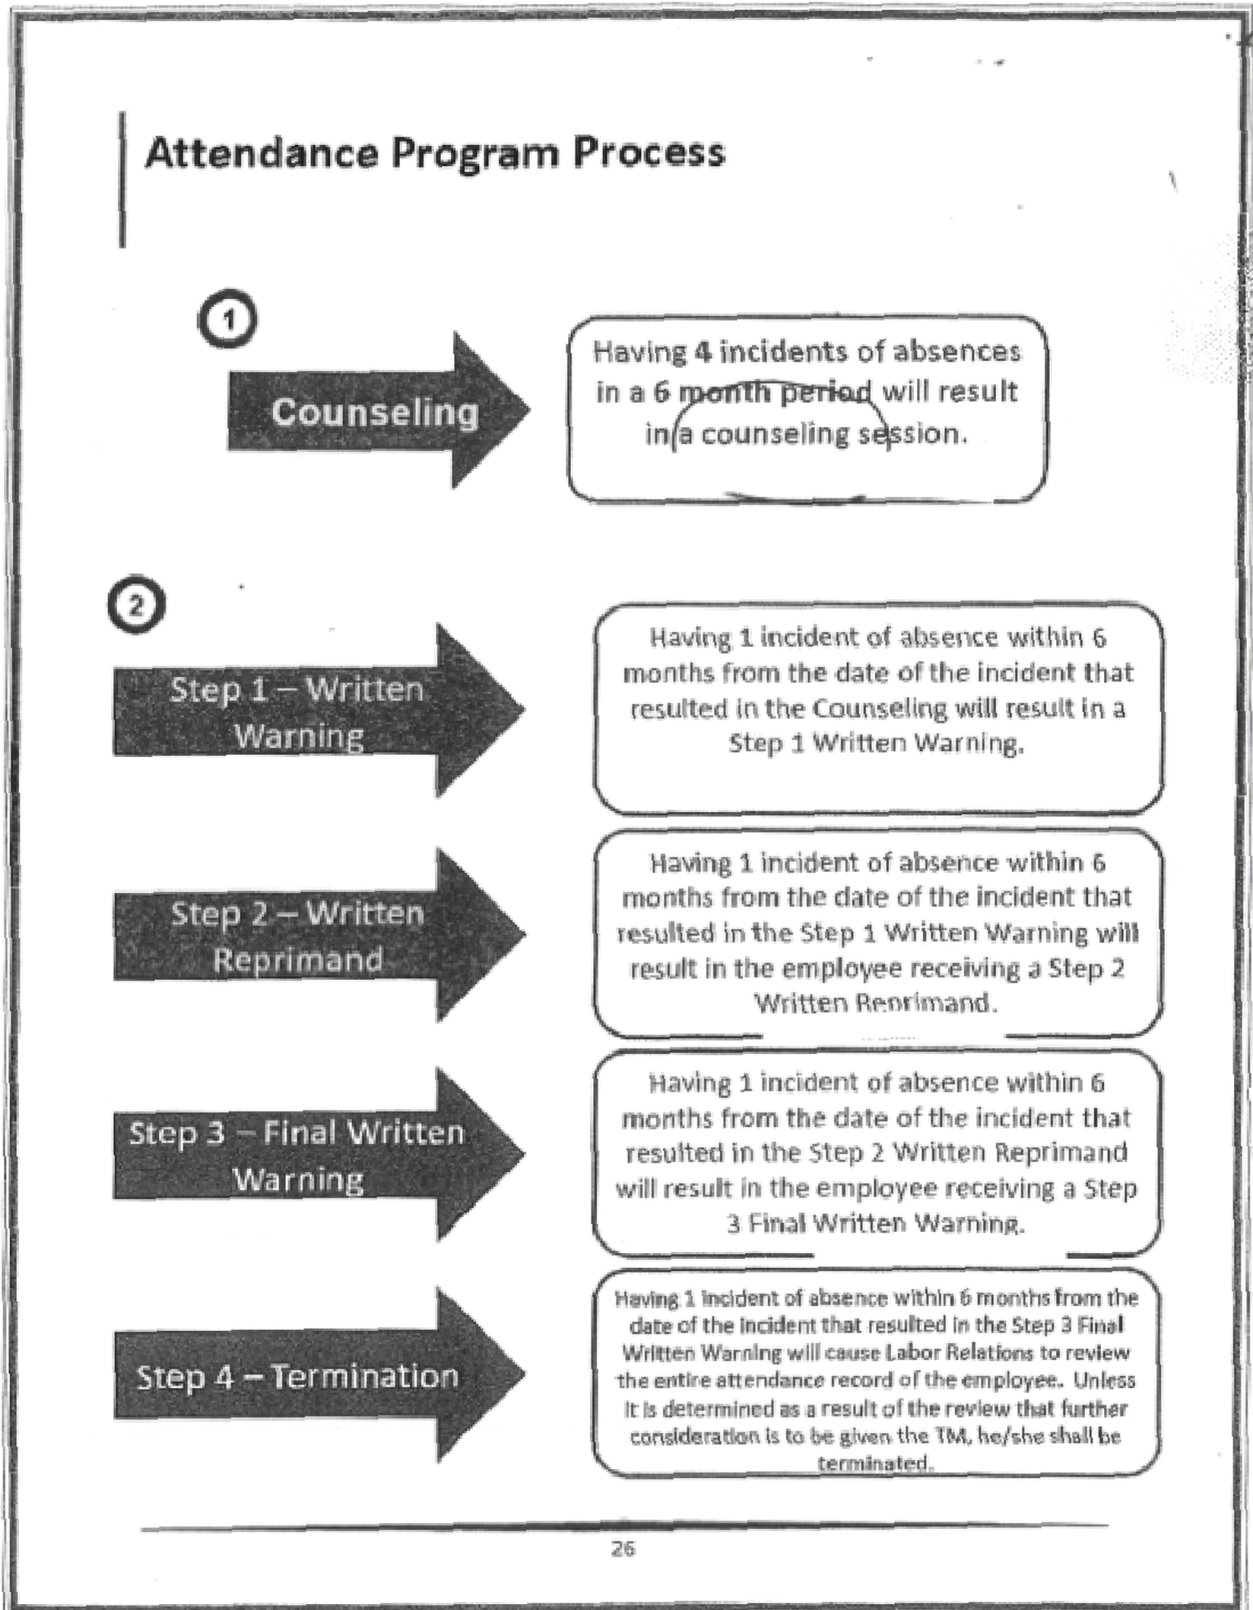 Attendance Program Process
1
Counseling
Having 4 incidents of absences
in a 6 month period will result
in a counseling session.
2
Step 1 – Written
Warning
Having 1 incident of absence within 6
months from the date of the incident that
resulted in the Counseling will result in a
Step 1 Written Warning.
Step 2 – Written
Reprimand
Having 1 incident of absence within 6
months from the date of the incident that
resulted in the Step 1 Written Warning will
result in the employee receiving a Step 2
Written Reprimand.
Step 3 – Final Written
Warning
Having 1 incident of absence within 6
months from the date of the incident that
resulted in the Step 2 Written Reprimand
will result in the employee receiving a Step
3 Final Written Warning.
Step 4 – Termination
Having 1 incident of absence within 6 months from the
date of the incident that resulted in the Step 3 Final
Written Warning will cause Labor Relations to review
the entire attendance record of the employee. Unless
it is determined as a result of the review that further
consideration is to be given the TM, he/she shall be
terminated.
26